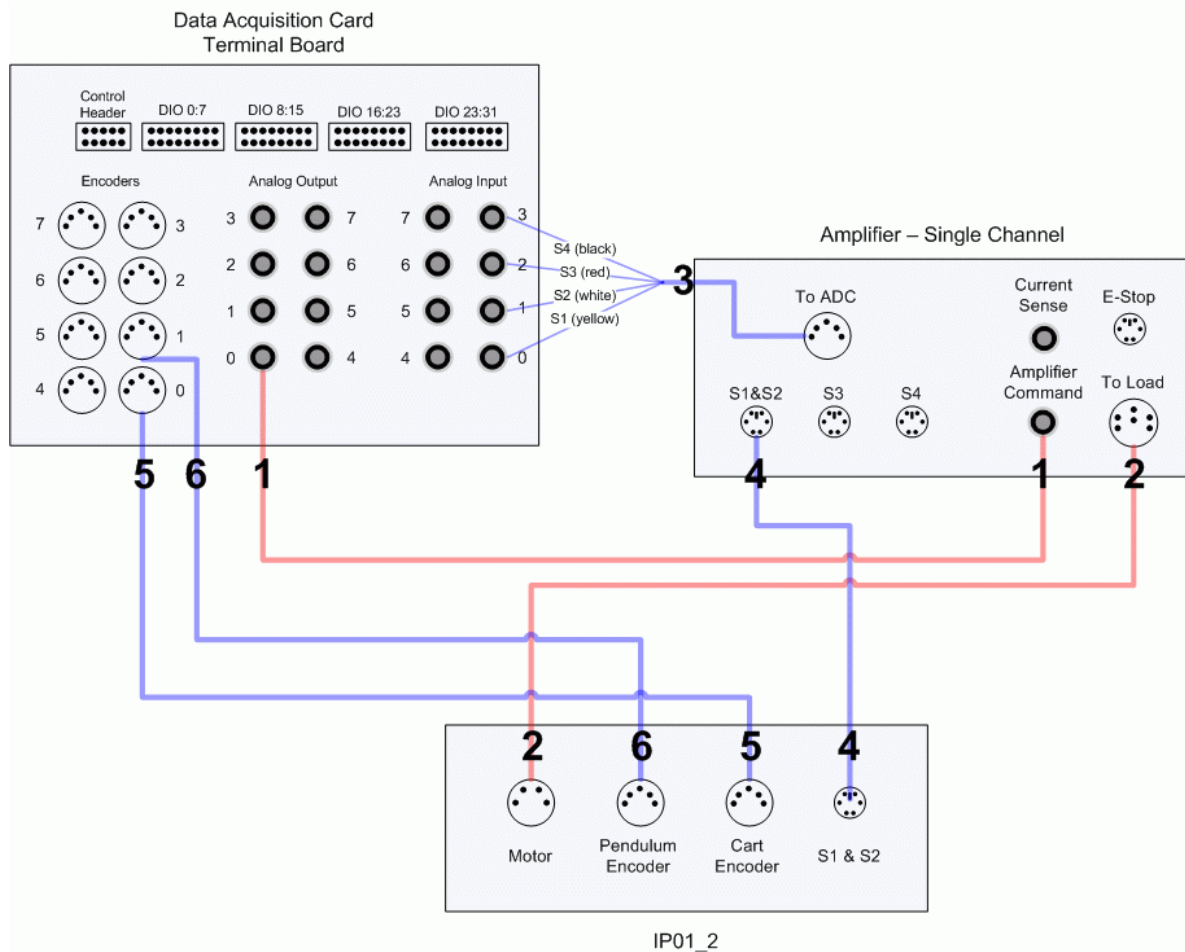 Data Acquisition Card
Terminal Board
Control
Header
DIO 0:7
DIO 8:15
DIO 16:23
DIO 23:31
Encoders
Analog Output
Analog Input
7
3
3
7
7
3
6
2
2
6
6
2
5
1
1
5
5
1
4
0
0
4
4
0
S4 (black)
S3 (red)
S2 (white)
S1 (yellow)
3
5
6
1
Amplifier – Single Channel
To ADC
Current
Sense
E-Stop
Amplifier
Command
To Load
S1&S2
S3
S4
4
1
2
2
6
5
4
Motor
Pendulum
Encoder
Cart
Encoder
S1 & S2
IP01_2